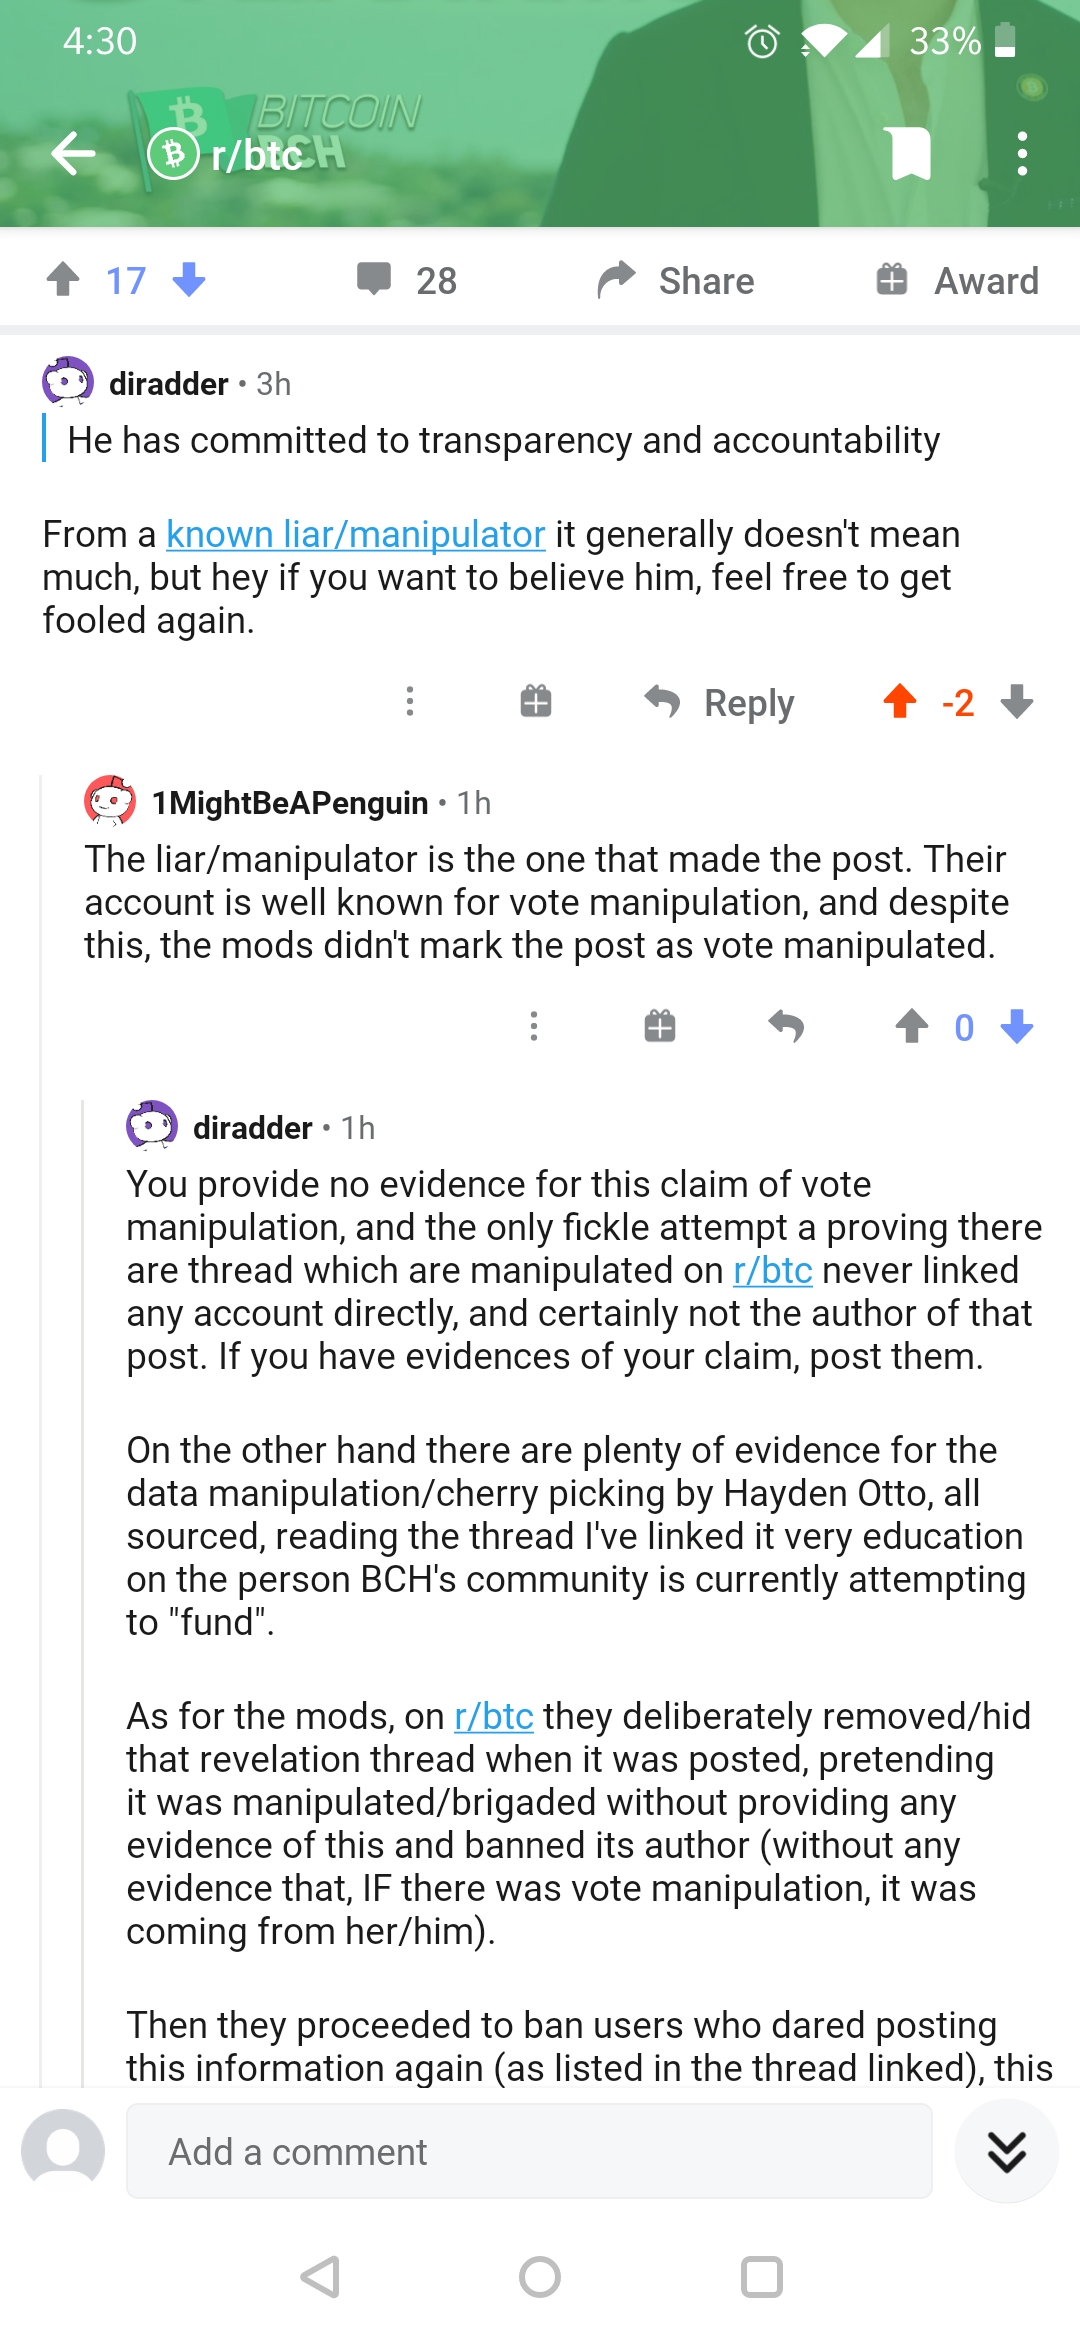 4:30
33%
BITCOIN
BCH
r/btc
17
28
Share
Award
diradder • 3h
He has committed to transparency and accountability
From a known liar/manipulator it generally doesn't mean
much, but hey if you want to believe him, feel free to get
fooled again.
Reply
-2
1MightBeAPenguin • 1h
The liar/manipulator is the one that made the post. Their
account is well known for vote manipulation, and despite
this, the mods didn't mark the post as vote manipulated.
0
diradder • 1h
You provide no evidence for this claim of vote
manipulation, and the only fickle attempt a proving there
are thread which are manipulated on r/btc never linked
any account directly, and certainly not the author of that
post. If you have evidences of your claim, post them.
On the other hand there are plenty of evidence for the
data manipulation/cherry picking by Hayden Otto, all
sourced, reading the thread I've linked it very education
on the person BCH's community is currently attempting
to "fund".
As for the mods, on r/btc they deliberately removed/hid
that revelation thread when it was posted, pretending
it was manipulated/brigaded without providing any
evidence of this and banned its author (without any
evidence that, IF there was vote manipulation, it was
coming from her/him).
Then they proceeded to ban users who dared posting
this information again (as listed in the thread linked), this
Add a comment